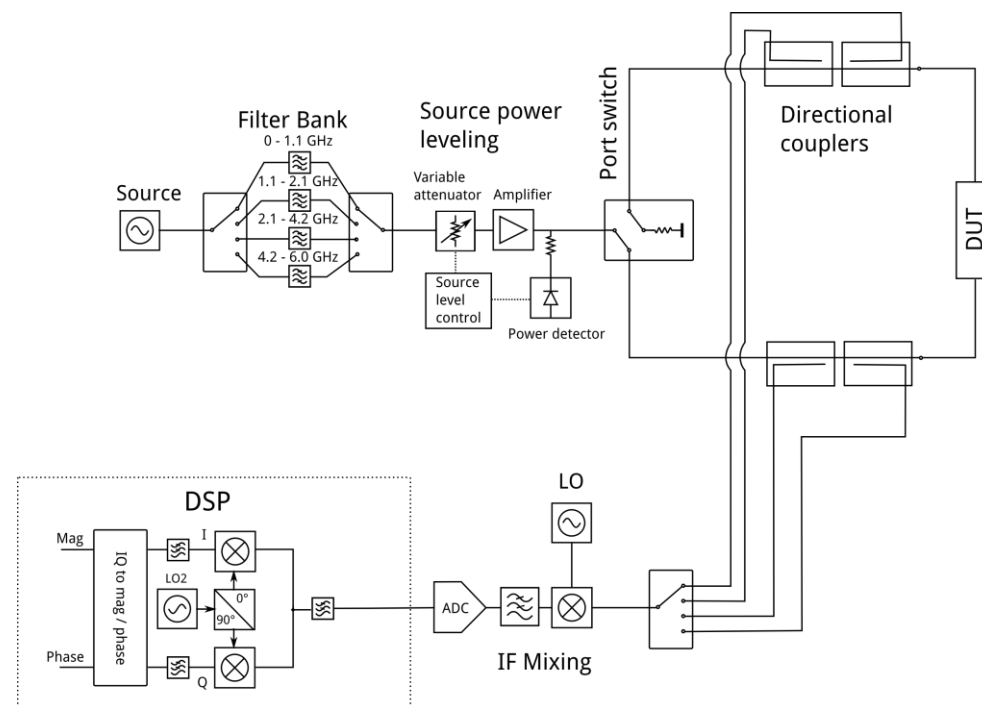 Source
Filter Bank
0 - 1.1 GHz
1.1 - 2.1 GHz
2.1 - 4.2 GHz
4.2 - 6.0 GHz
Source power
leveling
Variable
attenuator
Amplifier
Source
level
control
Power detector
Port switch
Directional
couplers
DUT
LO
IF Mixing
ADC
DSP
Mag
Phase
IQ to mag / phase
I
LO2
0°
90°
Q